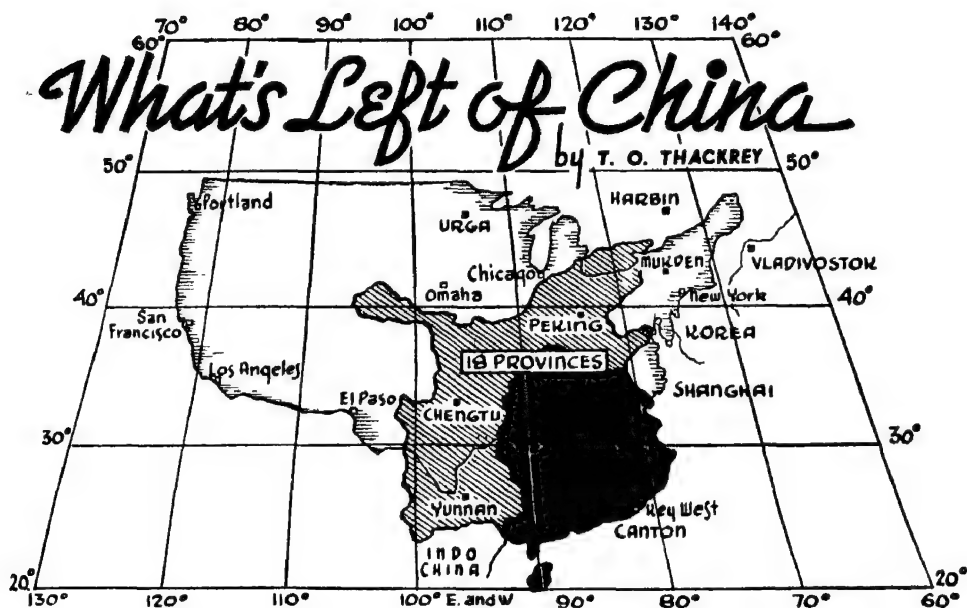 70° 80° 90° 100° 110° 120° 130° 140°
60° 60°
What's Left of China
by T. O. THACKREY
50° 50°
Portland
URGA
HARBIN
Chicago
MUKDEN
VLADIVOSTOK
Omaha
New York
40° 40°
San Francisco
PEKING
KOREA
18 PROVINCES
Los Angeles
SHANGHAI
El Paso
CHENGTU
30° 30°
YUNNAN
Key West
CANTON
INDO CHINA
20° 20°
130° 120° 110° 100° E. and W 90° 80° 70° 60°